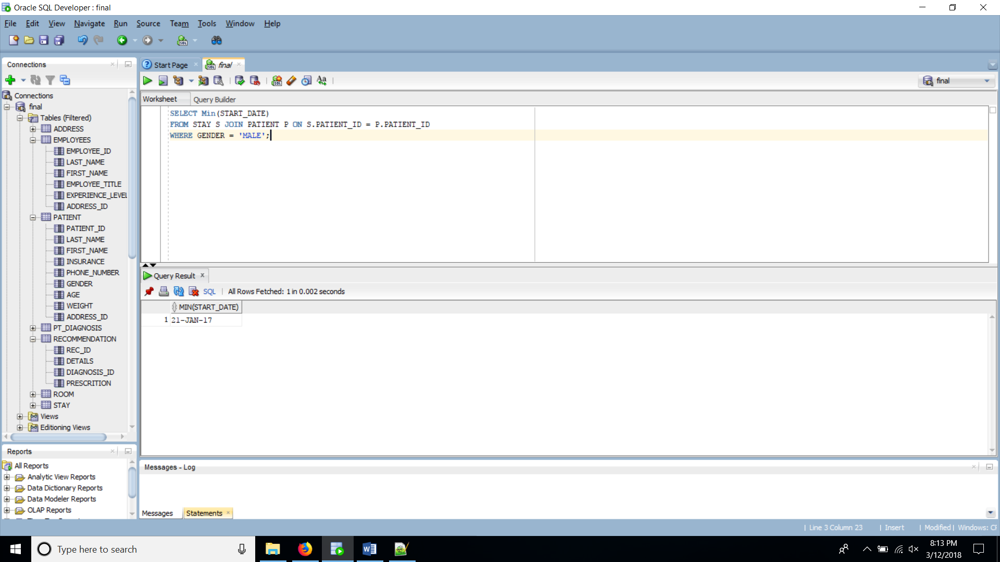 Oracle SQL Developer : final
File Edit View Navigate Run Source Team Tools Window Help
Connections
Start Page
final
final
Connections
final
Tables (Filtered)
ADDRESS
EMPLOYEES
EMPLOYEE_ID
LAST_NAME
FIRST_NAME
EMPLOYEE_TITLE
EXPERIENCE_LEVEL
ADDRESS_ID
PATIENT
PATIENT_ID
LAST_NAME
FIRST_NAME
INSURANCE
PHONE_NUMBER
GENDER
AGE
WEIGHT
ADDRESS_ID
PT_DIAGNOSIS
RECOMMENDATION
REC_ID
DETAILS
DIAGNOSIS_ID
PRESCRITION
ROOM
STAY
Views
Editioning Views
Worksheet Query Builder
SELECT Min(START_DATE)
FROM STAY S JOIN PATIENT P ON S.PATIENT_ID = P.PATIENT_ID
WHERE GENDER = 'MALE';
Query Result
SQL | All Rows Fetched: 1 in 0.002 seconds
MIN(START_DATE)
1 21-JAN-17
Reports
All Reports
Analytic View Reports
Data Dictionary Reports
Data Modeler Reports
OLAP Reports
Messages - Log
Messages Statements
| Line 3 Column 23 | Insert | Modified | Windows:
Type here to search
8:13 PM
3/12/2018